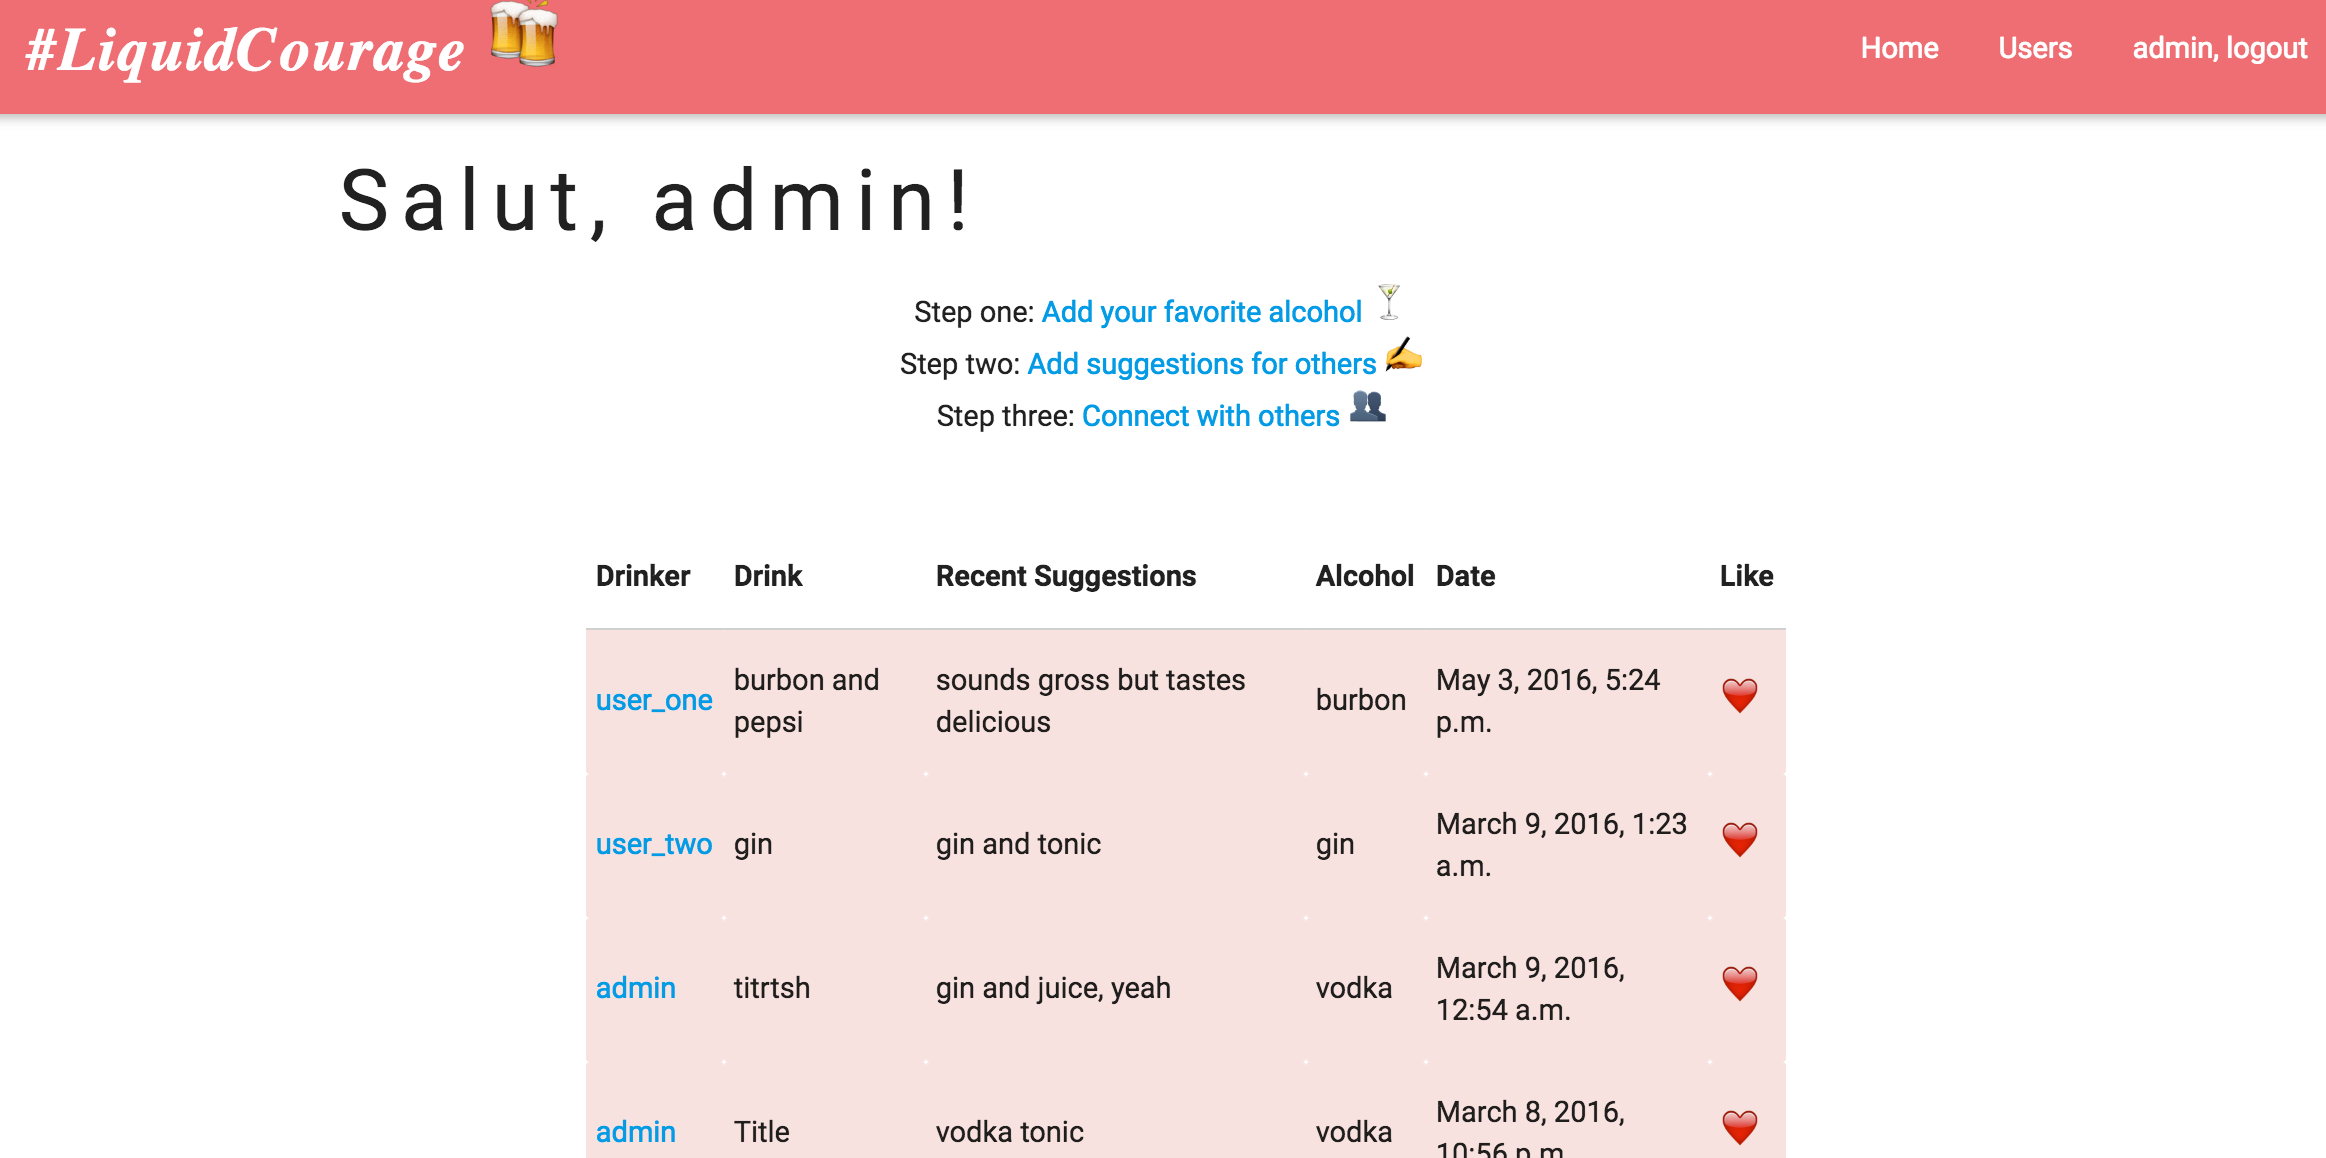 #LiquidCourage
Home Users admin, logout
Salut, admin!
Step one: Add your favorite alcohol
Step two: Add suggestions for others
Step three: Connect with others
Drinker Drink Recent Suggestions Alcohol Date Like
user_one burbon and pepsi sounds gross but tastes delicious burbon May 3, 2016, 5:24 p.m.
user_two gin gin and tonic gin March 9, 2016, 1:23 a.m.
admin titrtsh gin and juice, yeah vodka March 9, 2016, 12:54 a.m.
admin Title vodka tonic vodka March 8, 2016, 10:56 p.m.